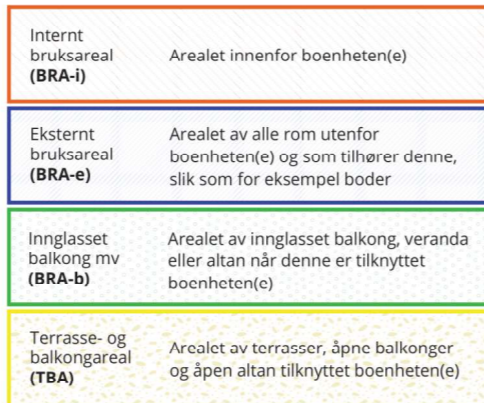 Internt
bruksareal
(BRA-i)
Arealet innenfor boenheten(e)
Eksternt
bruksareal
(BRA-e)
Arealet av alle rom utenfor
boenheten(e) og som tilhører denne,
slik som for eksempel boder
Innglasset
balkong mv
(BRA-b)
Arealet av innglasset balkong, veranda
eller altan når denne er tilknyttet
boenheten(e)
Terrasse- og
balkongareal
(TBA)
Arealet av terrasser, åpne balkonger
og åpen altan tilknyttet boenheten(e)